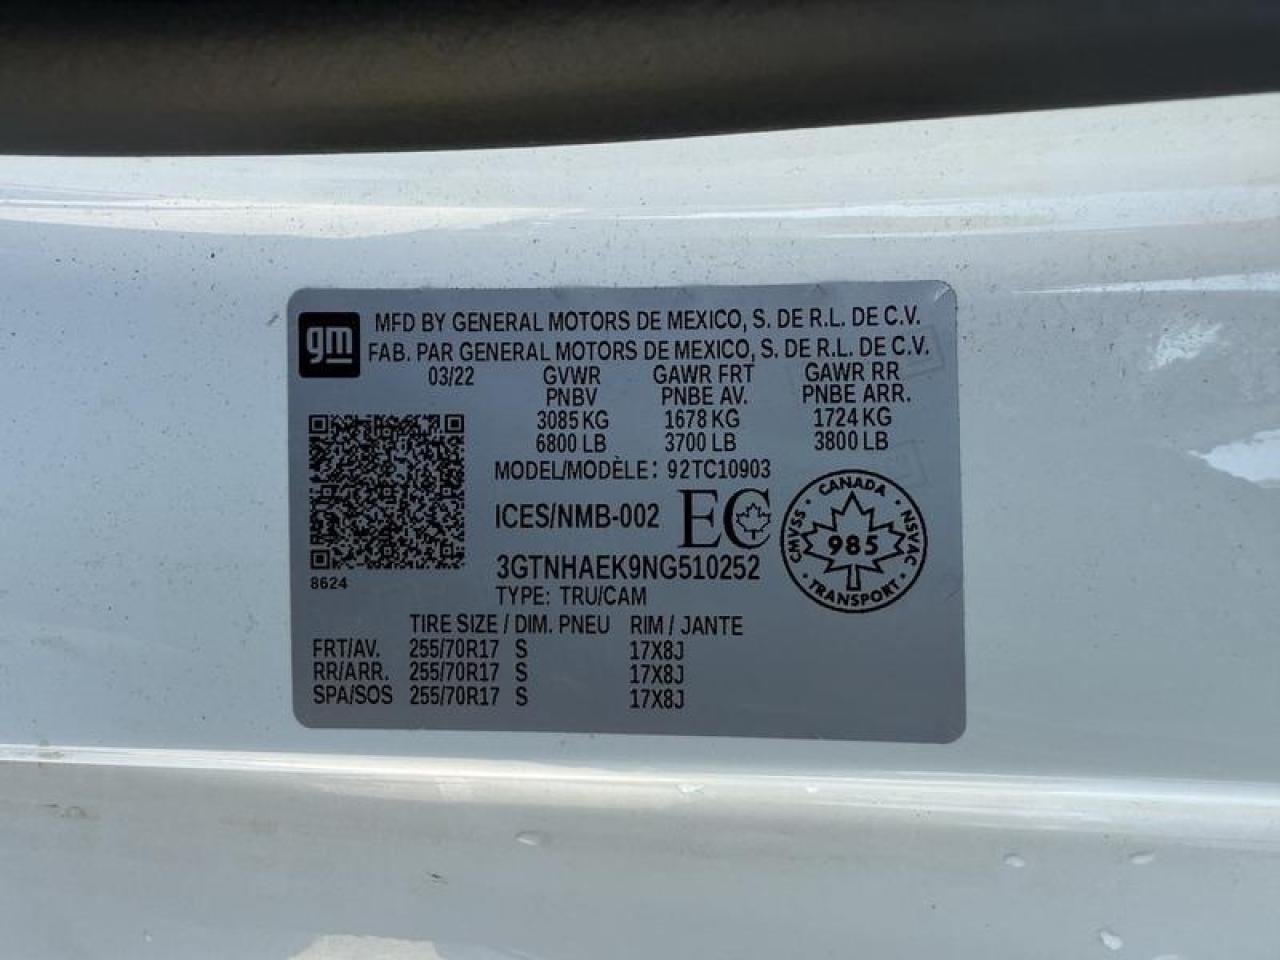 gm
MFD BY GENERAL MOTORS DE MEXICO, S. DE R.L. DE C.V.
FAB. PAR GENERAL MOTORS DE MEXICO, S. DE R.L. DE C.V.
03/22 GVWR GAWR FRT GAWR RR
PNBV PNBE AV. PNBE ARR.
3085 KG 1678 KG 1724 KG
6800 LB 3700 LB 3800 LB
MODEL/MODÈLE: 92TC10903
ICES/NMB-002 EC
CANADA
CMVSS · NSVAC
985
TRANSPORT
3GTNHAEK9NG510252
8624
TYPE: TRU/CAM
TIRE SIZE / DIM. PNEU RIM / JANTE
FRT/AV. 255/70R17 S 17X8J
RR/ARR. 255/70R17 S 17X8J
SPA/SOS 255/70R17 S 17X8J